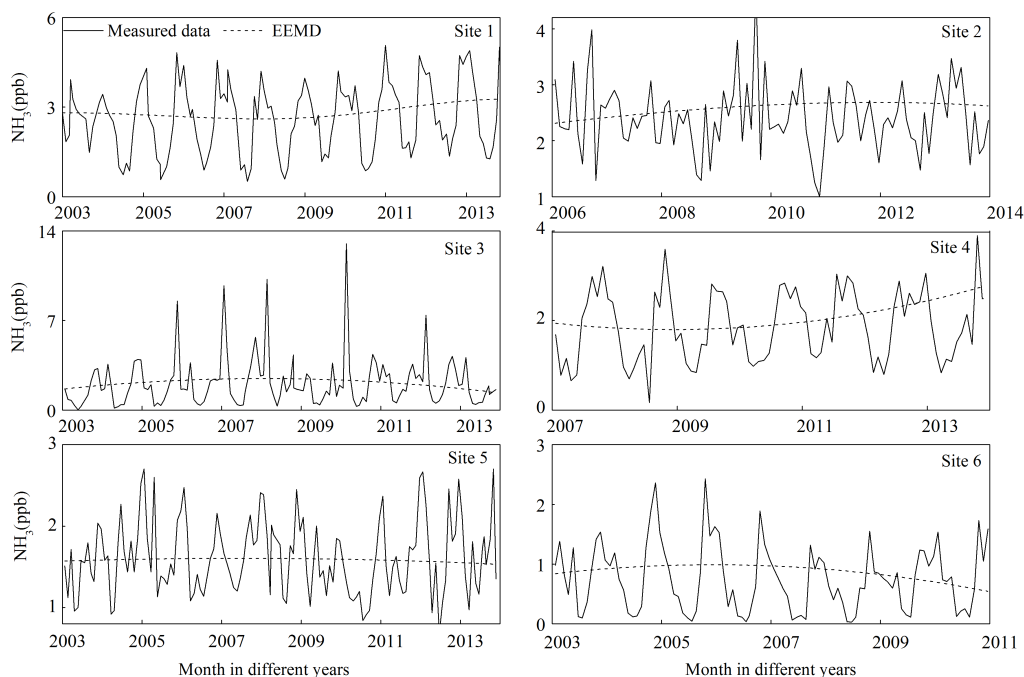 6
Measured data
EEMD
Site 1
NH3(ppb)
3
0
2003 2005 2007 2009 2011 2013
4
Site 2
3
2
1
2006 2008 2010 2012 2014
14
Site 3
NH3(ppb)
7
0
2003 2005 2007 2009 2011 2013
4
Site 4
2
0
2007 2009 2011 2013
3
Site 5
NH3(ppb)
2
1
2003 2005 2007 2009 2011 2013
Month in different years
3
Site 6
2
1
0
2003 2005 2007 2009 2011
Month in different years